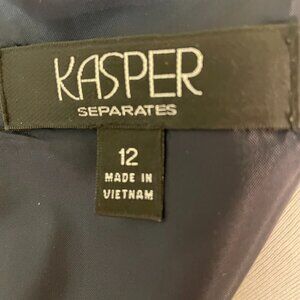 KASPER
SEPARATES
12
MADE IN
VIETNAM